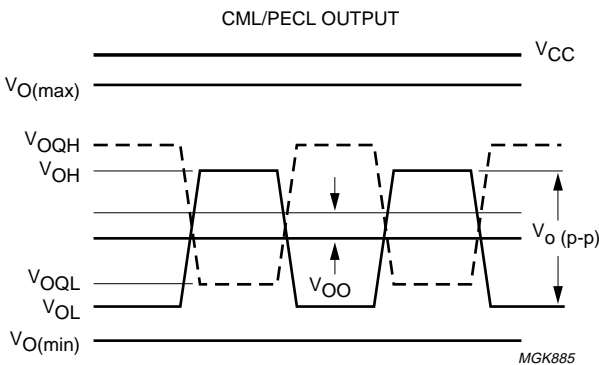 CML/PECL OUTPUT
VCC
VO(max)
VOQH
VOH
Vo (p-p)
VOQL
VOO
VOL
VO(min)
MGK885